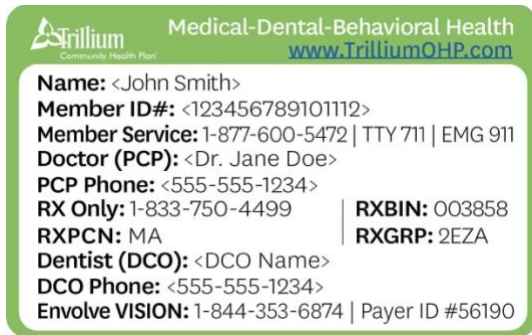 Trillium
Community Health Plan
Medical-Dental-Behavioral Health
www.TrilliumOHP.com
Name: <John Smith>
Member ID#: <123456789101112>
Member Service: 1-877-600-5472 | TTY 711 | EMG 911
Doctor (PCP): <Dr. Jane Doe>
PCP Phone: <555-555-1234>
RX Only: 1-833-750-4499 | RXBIN: 003858
RXPCN: MA | RXGRP: 2EZA
Dentist (DCO): <DCO Name>
DCO Phone: <555-555-1234>
Envolve VISION: 1-844-353-6874 | Payer ID #56190